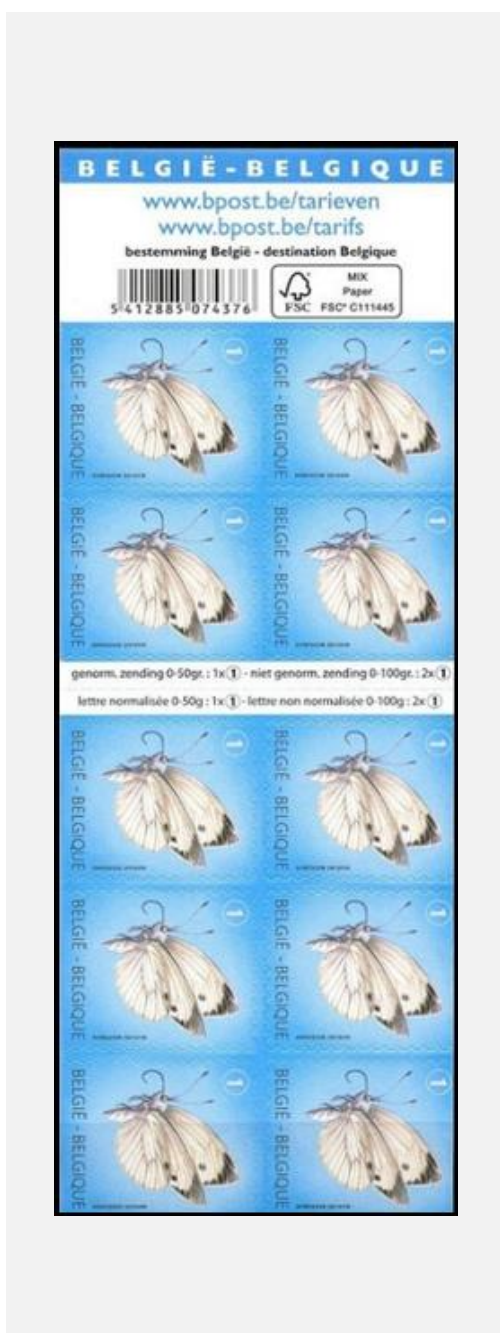 BELGIË-BELGIQUE
www.bpost.be/tarieven
www.bpost.be/tarifs
bestemming België - destination Belgique
5 412885 074376
FSC
MIX
Paper
FSC® C111445
BELGIË - BELGIQUE
1
BELGIË - BELGIQUE
1
BELGIË - BELGIQUE
1
BELGIË - BELGIQUE
1
genorm. zending 0-50gr. : 1x 1 - niet genorm. zending 0-100gr. : 2x 1
lettre normalisée 0-50g : 1x 1 - lettre non normalisée 0-100g : 2x 1
BELGIË - BELGIQUE
1
BELGIË - BELGIQUE
1
BELGIË - BELGIQUE
1
BELGIË - BELGIQUE
1
BELGIË - BELGIQUE
1
BELGIË - BELGIQUE
1